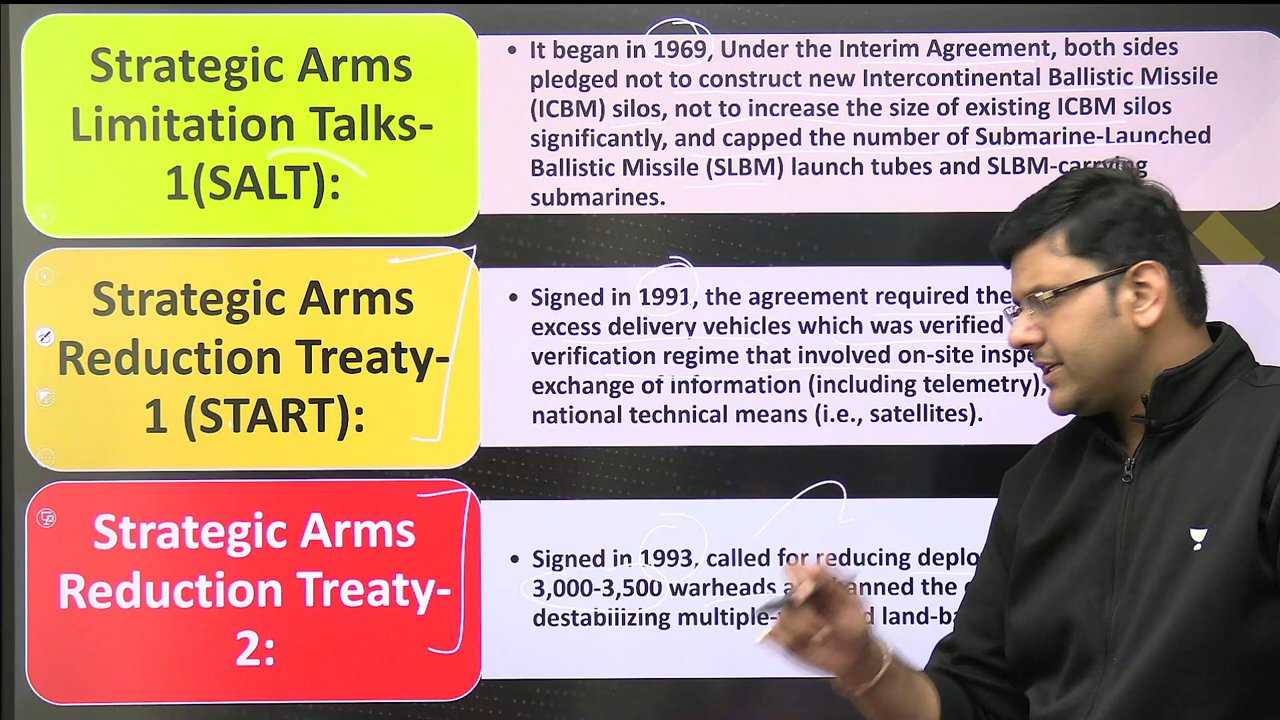 Strategic Arms
Limitation Talks-
1(SALT):
• It began in 1969, Under the Interim Agreement, both sides
pledged not to construct new Intercontinental Ballistic Missile
(ICBM) silos, not to increase the size of existing ICBM silos
significantly, and capped the number of Submarine-Launched
Ballistic Missile (SLBM) launch tubes and SLBM-carrying
submarines.
Strategic Arms
Reduction Treaty-
1 (START):
• Signed in 1991, the agreement required the
excess delivery vehicles which was verified
verification regime that involved on-site
exchange of information (including telemetry),
national technical means (i.e., satellites).
Strategic Arms
Reduction Treaty-
2:
• Signed in 1993, called for reducing
3,000-3,500 warheads the
destabilizing